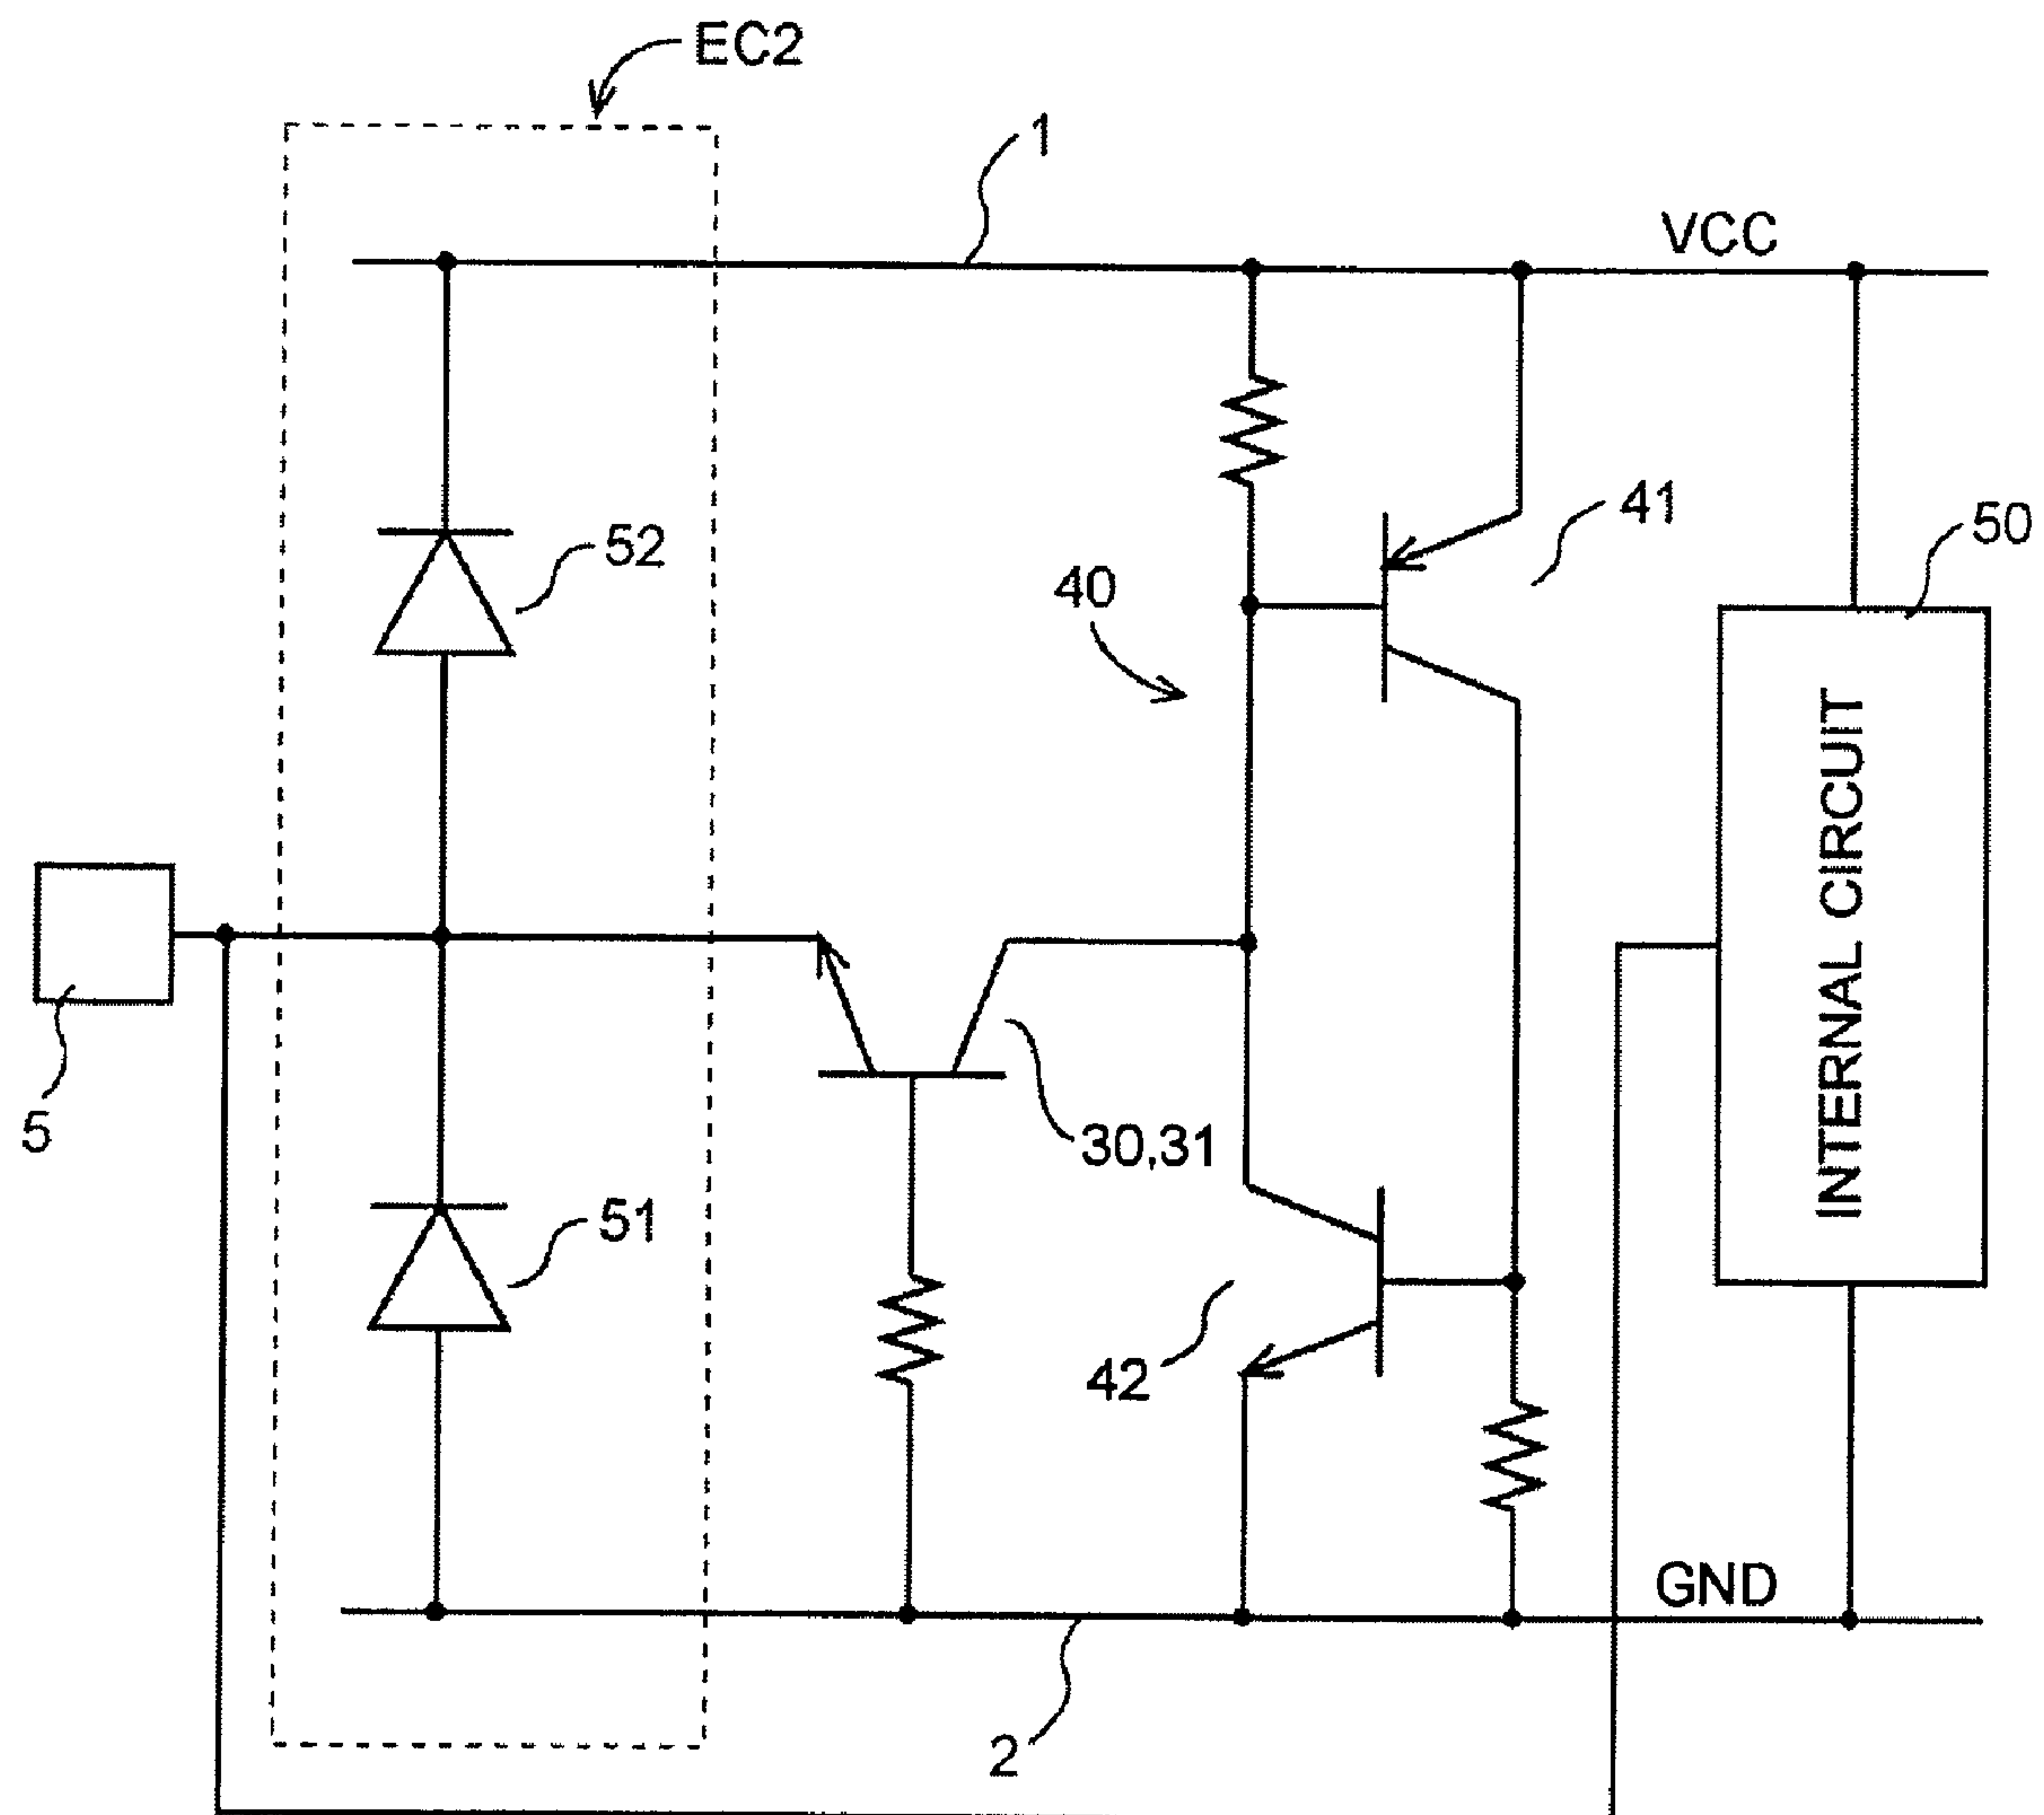 EC2
1
VCC
52
41
50
40
INTERNAL CIRCUIT
5
30,31
51
42
GND
2